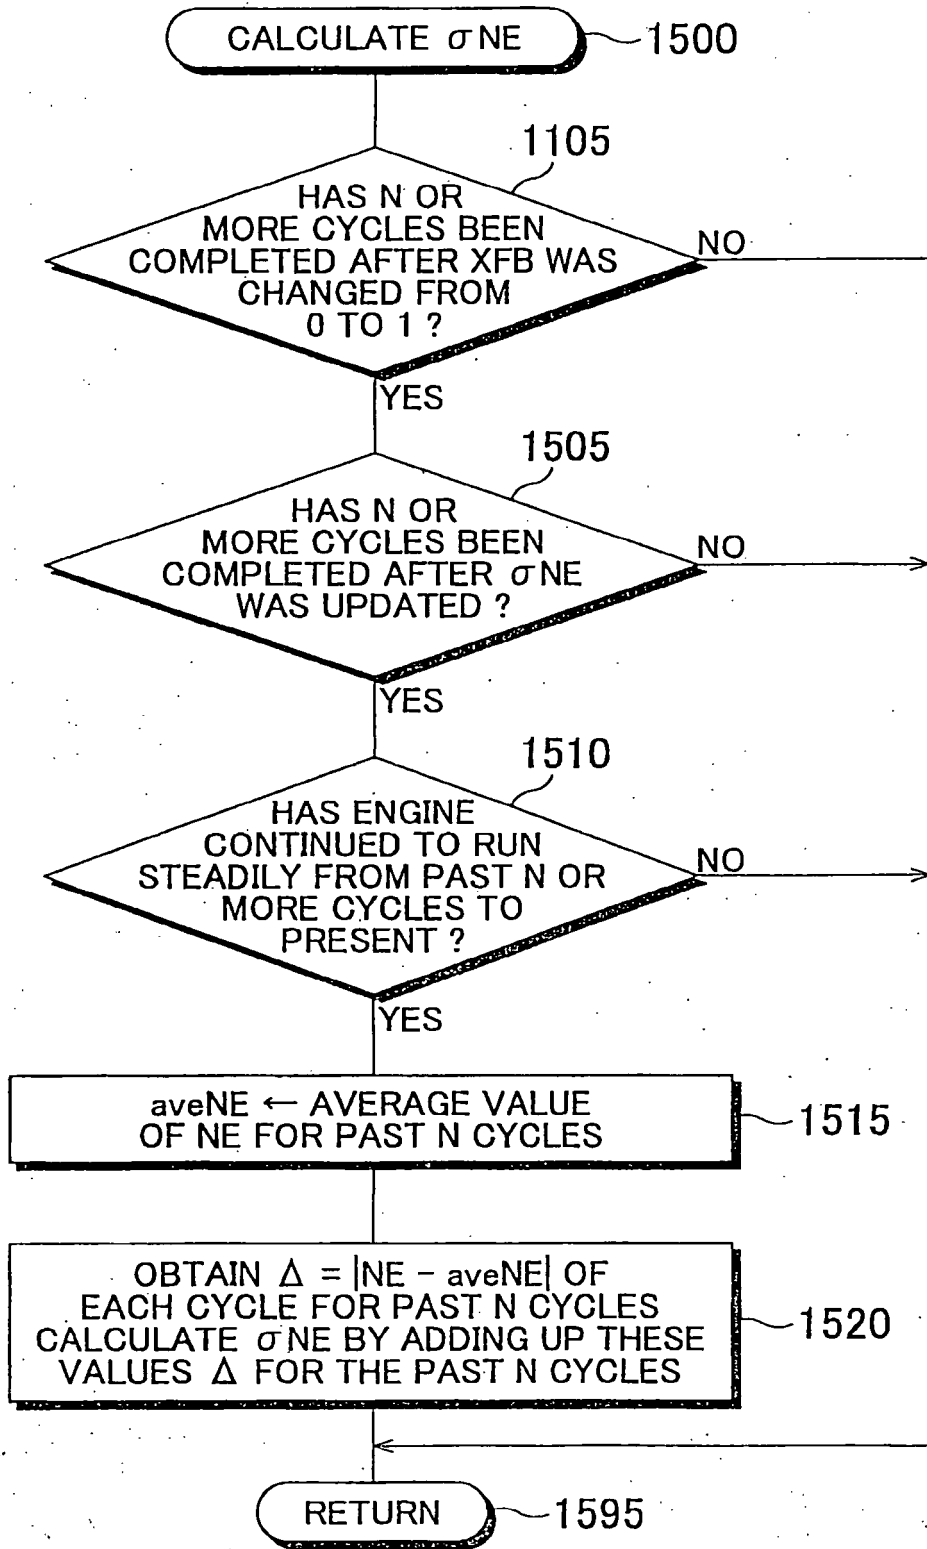 CALCULATE σNE
1500
1105
HAS N OR
MORE CYCLES BEEN
COMPLETED AFTER XFB WAS
CHANGED FROM
0 TO 1 ?
NO
YES
1505
HAS N OR
MORE CYCLES BEEN
COMPLETED AFTER σNE
WAS UPDATED ?
NO
YES
1510
HAS ENGINE
CONTINUED TO RUN
STEADILY FROM PAST N OR
MORE CYCLES TO
PRESENT ?
NO
YES
aveNE ← AVERAGE VALUE
OF NE FOR PAST N CYCLES
1515
OBTAIN Δ = |NE - aveNE| OF
EACH CYCLE FOR PAST N CYCLES
CALCULATE σNE BY ADDING UP THESE
VALUES Δ FOR THE PAST N CYCLES
1520
RETURN
1595